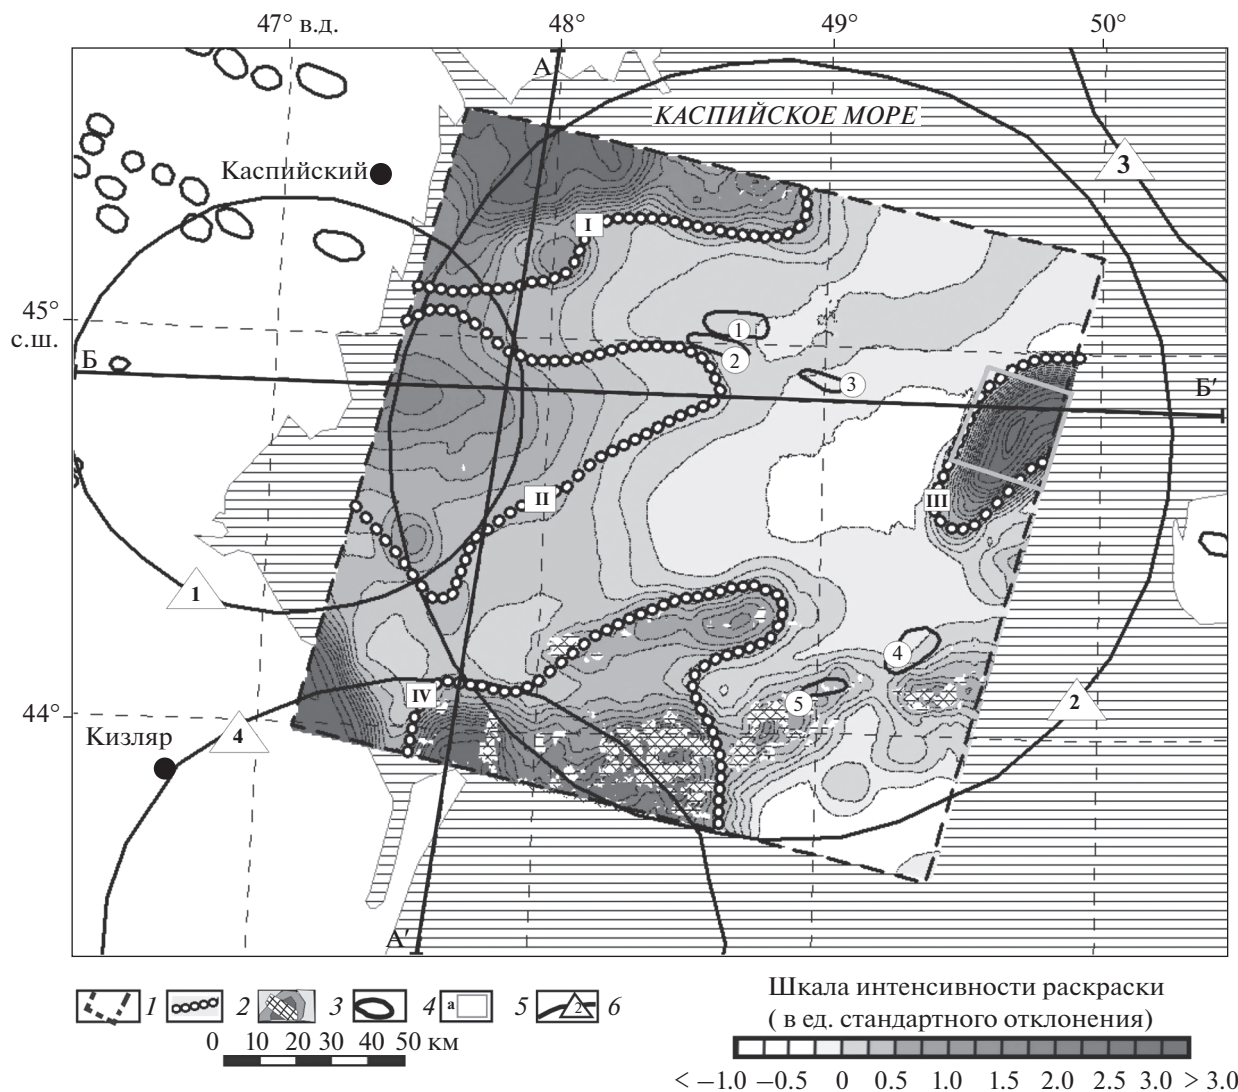 47° в.д.
48°
49°
50°
А
КАСПИЙСКОЕ МОРЕ
3
Каспийский
I
45°
с.ш.
1
2
3
Б
Б′
II
III
1
4
IV
5
2
44°
Кизляр
4
А′
1
2
3
4
а
5
2
6
0 10 20 30 40 50 км
Шкала интенсивности раскраски
( в ед. стандартного отклонения)
< −1.0 −0.5 0 0.5 1.0 1.5 2.0 2.5 3.0 > 3.0